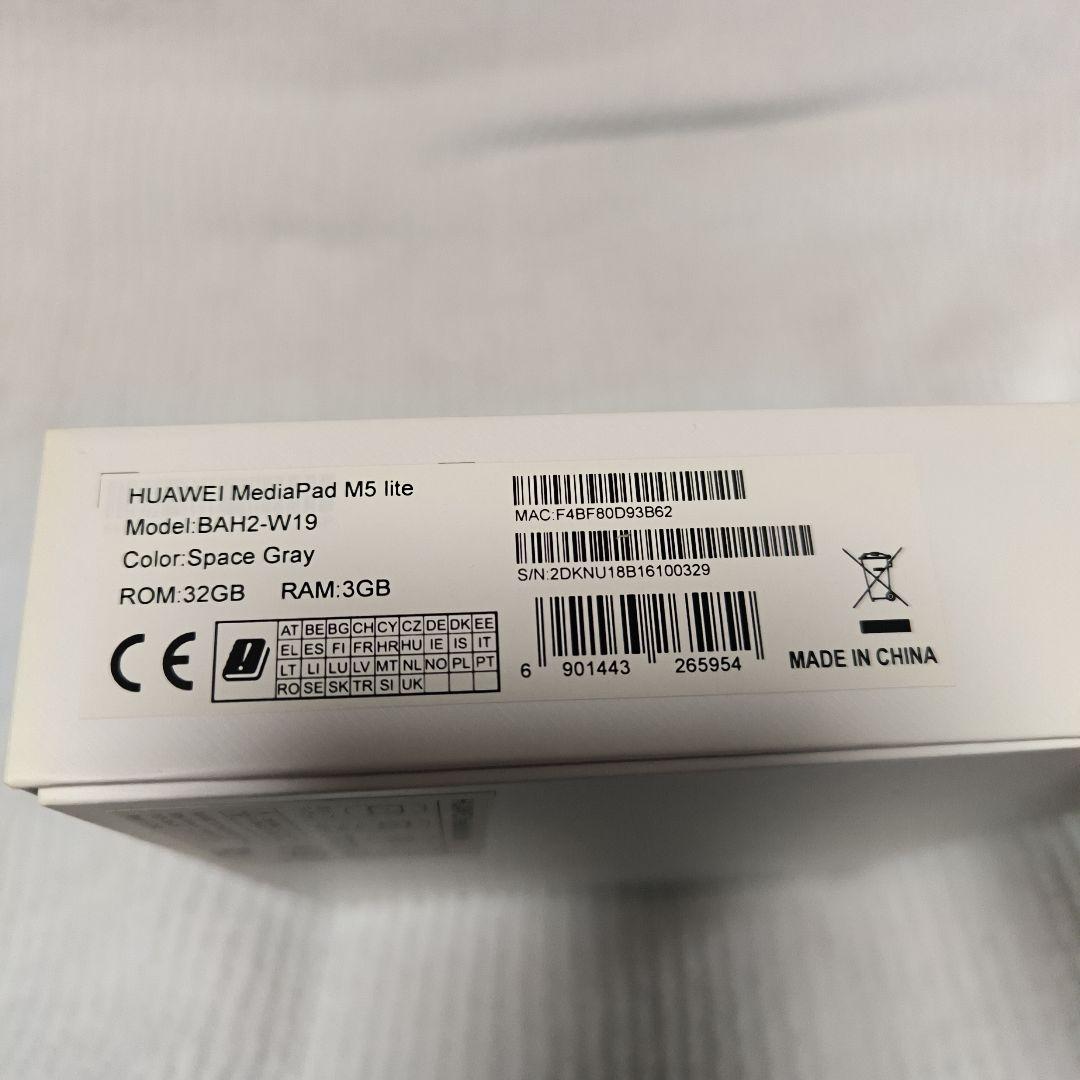 HUAWEI MediaPad M5 lite
Model:BAH2-W19
Color:Space Gray
ROM:32GB RAM:3GB
CE
AT BE BG CH CY CZ DE DK EE
EL ES FI FR HR HU IE IS IT
LT LI LU LV MT NL NO PL PT
RO SE SK TR SI UK
MAC:F4BF80D93B62
S/N:2DKNU18B16100329
6 901443 265954
MADE IN CHINA